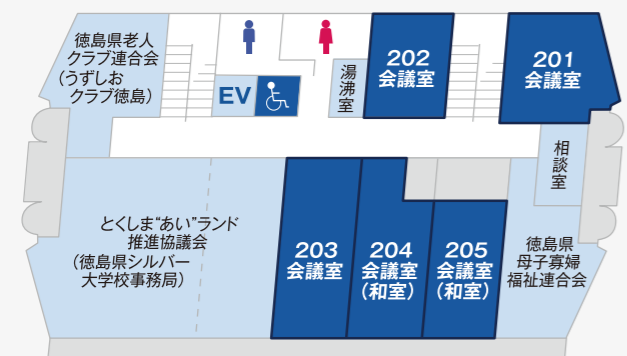 徳島県老人
クラブ連合会
(うずしお
クラブ徳島)
EV
湯沸室
202
会議室
201
会議室
相談室
とくしま“あい”ランド
推進協議会
(徳島県シルバー
大学校事務局)
203
会議室
204
会議室
(和室)
205
会議室
(和室)
徳島県
母子寡婦
福祉連合会